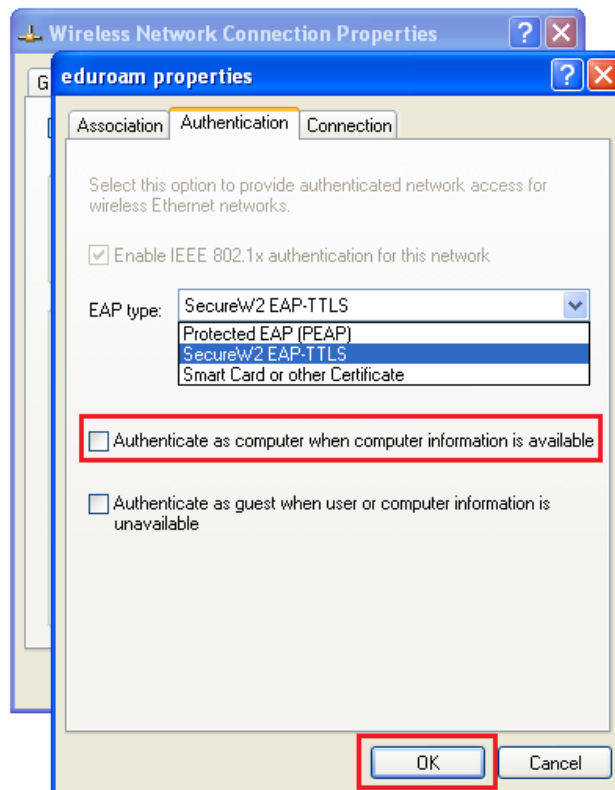 Wireless Network Connection Properties
G
eduroam properties
Association Authentication Connection
Select this option to provide authenticated network access for
wireless Ethernet networks.
Enable IEEE 802.1x authentication for this network
EAP type: SecureW2 EAP-TTLS
Protected EAP (PEAP)
SecureW2 EAP-TTLS
Smart Card or other Certificate
Authenticate as computer when computer information is available
Authenticate as guest when user or computer information is
unavailable
OK Cancel